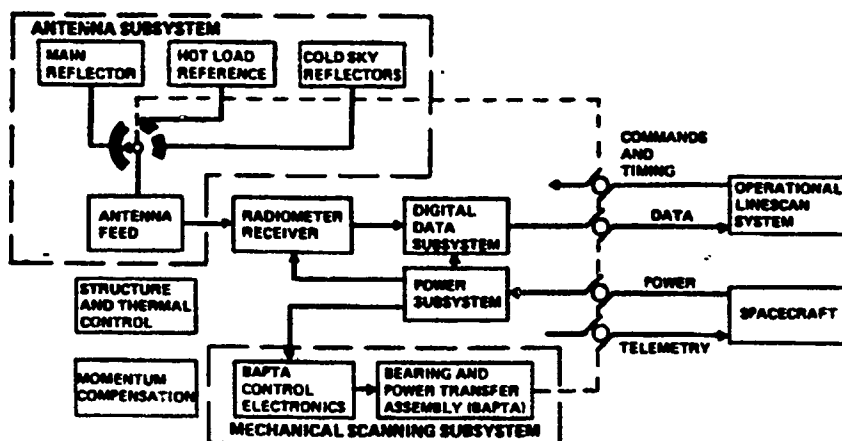 ANTENNA SUBSYSTEM
MAIN
REFLECTOR
HOT LOAD
REFERENCE
COLD SKY
REFLECTORS
COMMANDS
AND
TIMING
OPERATIONAL
LINESCAN
SYSTEM
ANTENNA
FEED
RADIOMETER
RECEIVER
DIGITAL
DATA
SUBSYSTEM
DATA
STRUCTURE
AND THERMAL
CONTROL
POWER
SUBSYSTEM
POWER
SPACECRAFT
TELEMETRY
MOMENTUM
COMPENSATION
BAPTA
CONTROL
ELECTRONICS
BEARING AND
POWER TRANSFER
ASSEMBLY (BAPTA)
MECHANICAL SCANNING SUBSYSTEM